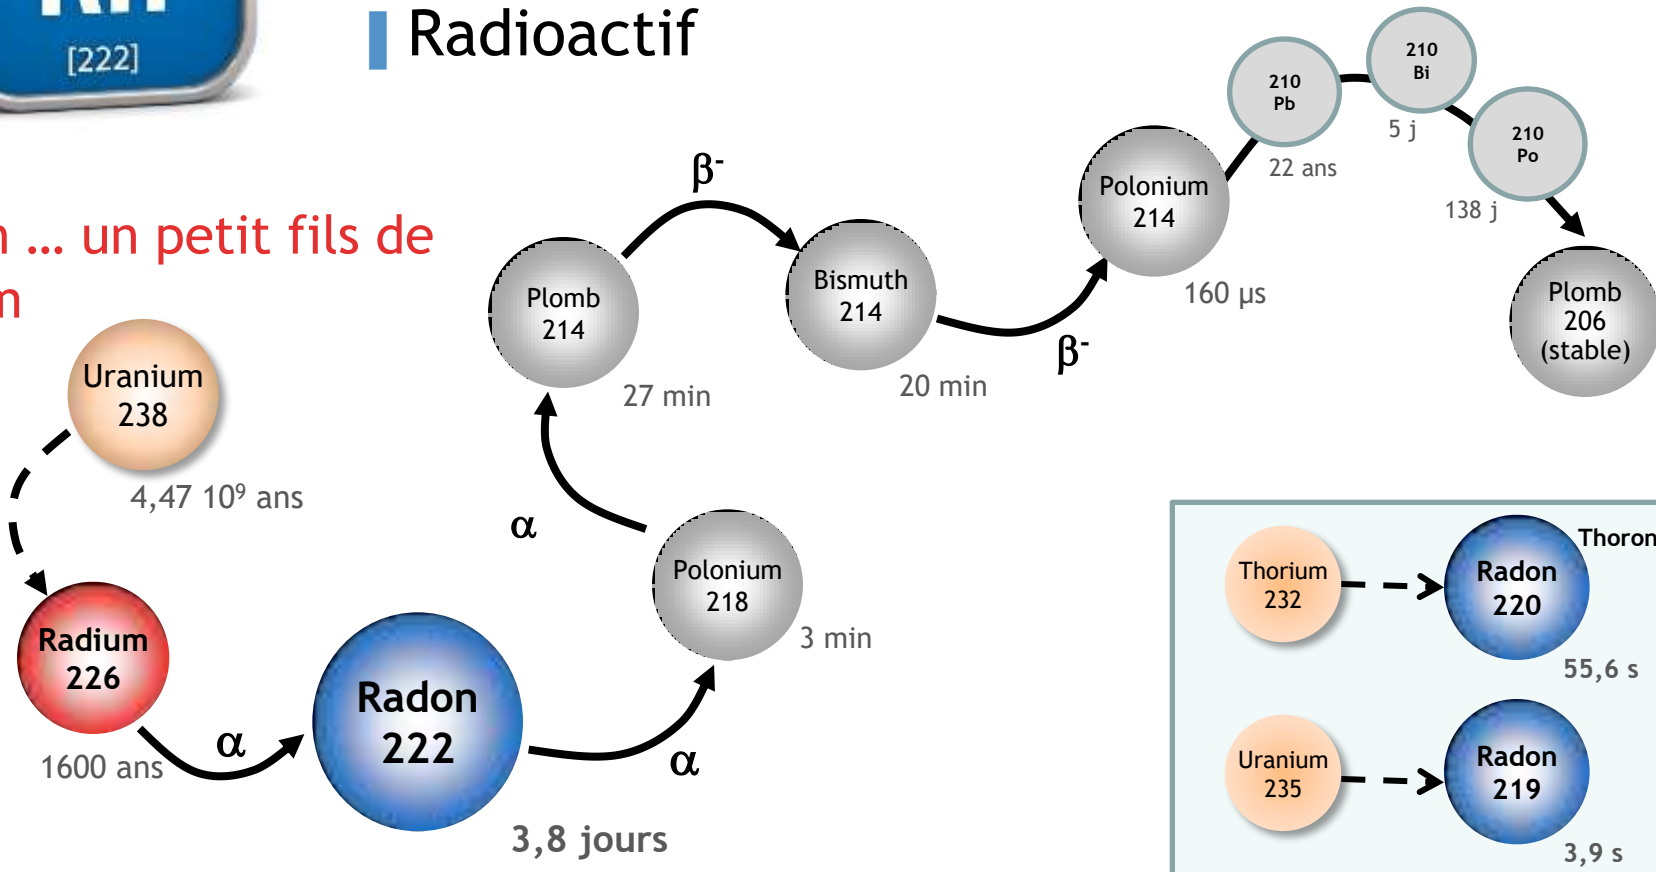 [222]
Radioactif
… un petit fils de
Uranium
238
4,47 10⁹ ans
Radium
226
1600 ans
α
Radon
222
3,8 jours
α
Polonium
218
3 min
α
Plomb
214
27 min
β-
Bismuth
214
20 min
β-
Polonium
214
160 µs
210
Pb
22 ans
210
Bi
5 j
210
Po
138 j
Plomb
206
(stable)
Thorium
232
Radon
220
Thoron
55,6 s
Uranium
235
Radon
219
3,9 s